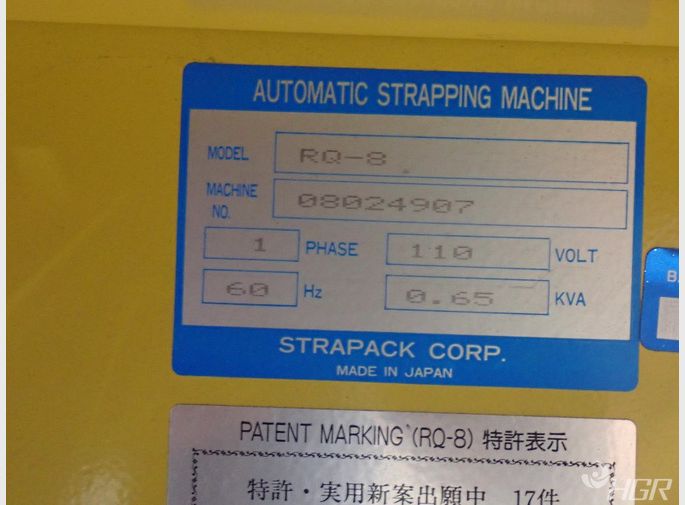 AUTOMATIC STRAPPING MACHINE
MODEL RQ-8
MACHINE NO. 08024907
1 PHASE 110 VOLT
60 Hz 0.65 KVA
STRAPACK CORP.
MADE IN JAPAN
PATENT MARKING (RQ-8) 特許表示
特許・実用新案出願中 17件
HGR